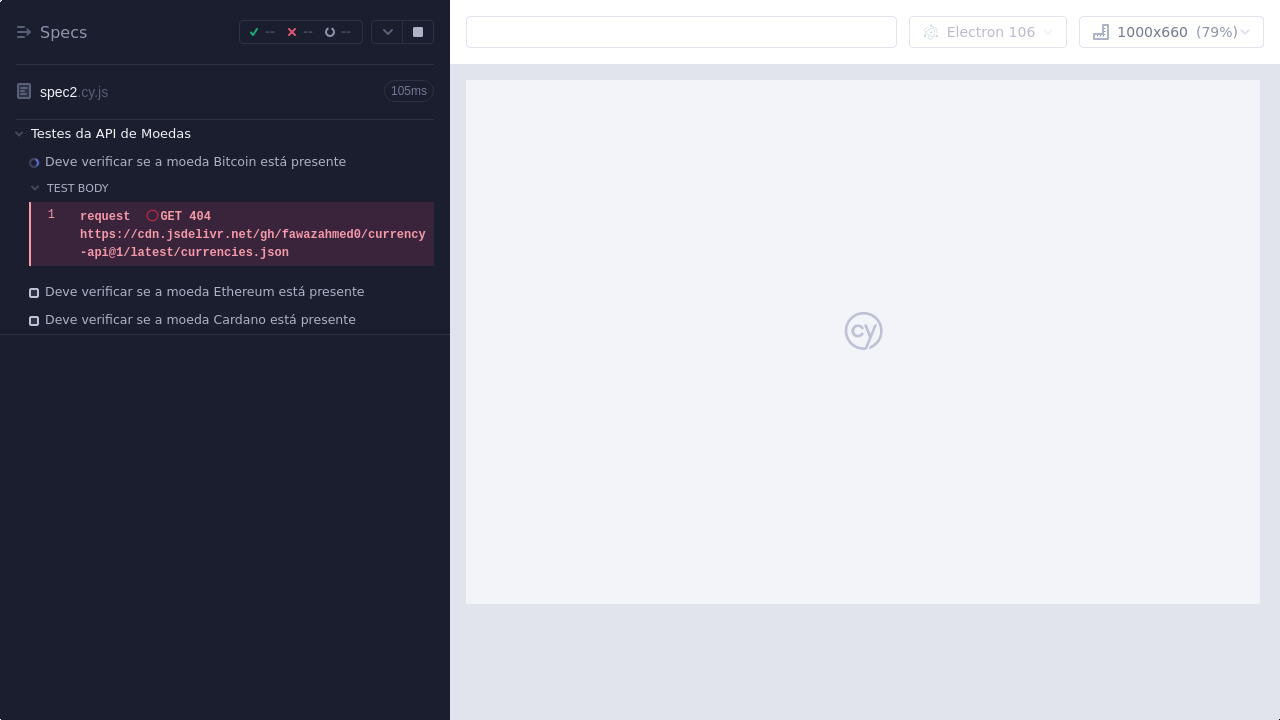 Specs -- -- --
Electron 106 1000x660 (79%)
spec2.cy.js 105ms
Testes da API de Moedas
Deve verificar se a moeda Bitcoin está presente
TEST BODY
1 request GET 404
https://cdn.jsdelivr.net/gh/fawazahmed0/currency
-api@1/latest/currencies.json
Deve verificar se a moeda Ethereum está presente
Deve verificar se a moeda Cardano está presente
cy